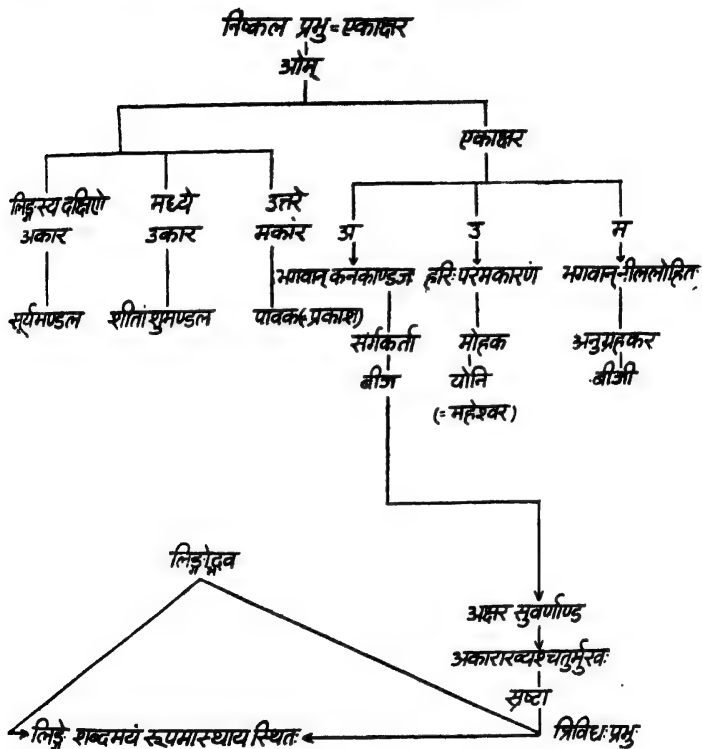 निष्कल प्रभु = एकाक्षर
ओम्
एकाक्षर
लिङ्गस्य दक्षिणे मध्ये उत्तरे
अकार उकार मकार अ उ म
भगवान् कनकाण्डज हरिः परमकारणं भगवान् नीललोहितः
सूर्यमण्डल शीतांशुमण्डल पावक (प्रकाश)
संर्गकर्ता मोहक अनुग्रहकर
बीज योनि बीजी
(= महेश्वर)
लिङ्गोद्भव
अक्षर सुवर्णाण्ड
अकाराख्यश्चतुर्मुखः
स्रष्टा
लिङ्गे शब्दमयं रूपमास्थाय स्थितः त्रिविधः प्रभुः